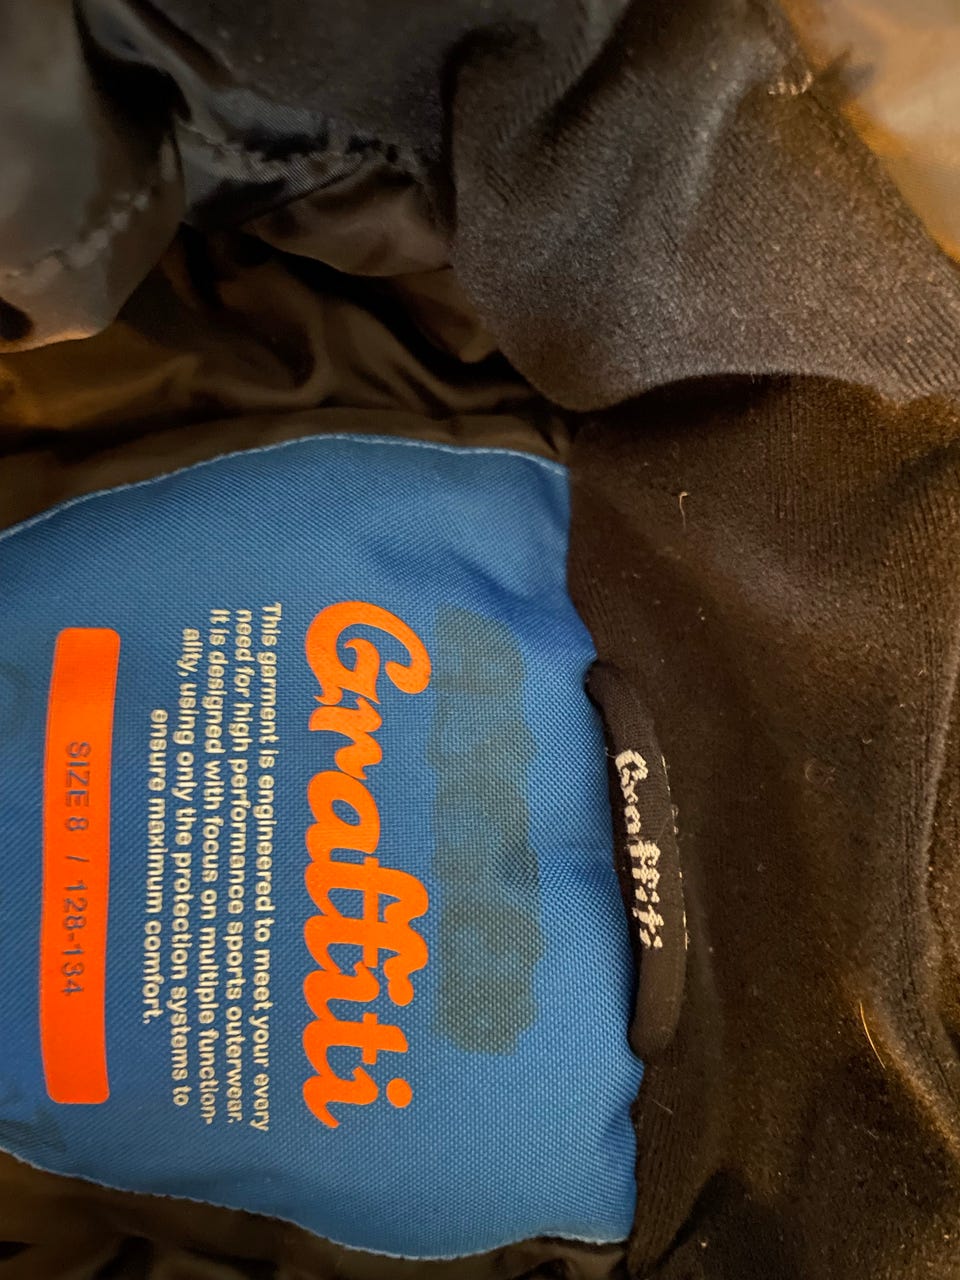 Graffiti
Graffiti
This garment is engineered to meet your every
need for high performance sports outerwear.
It is designed with focus on multiple function-
ality, using only the protection systems to
ensure maximum comfort.
SIZE 8 / 128-134